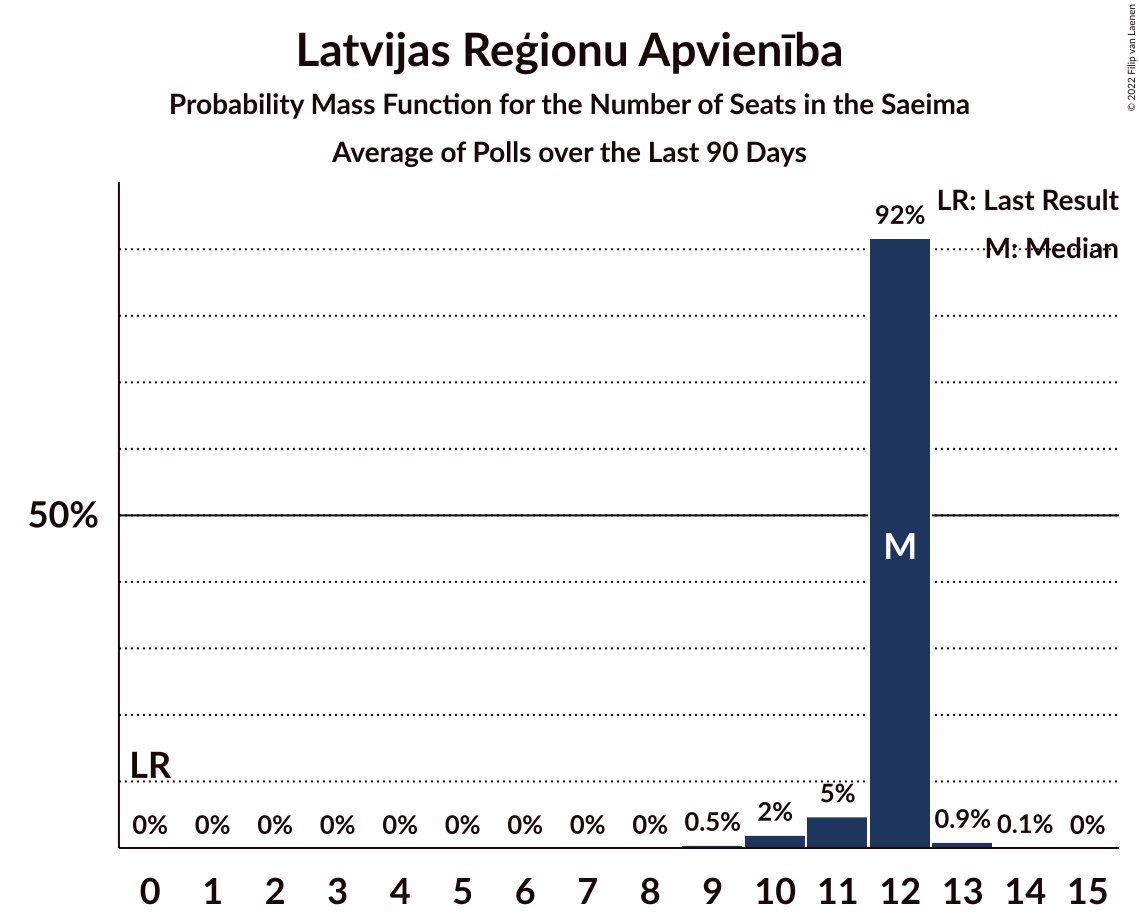 Latvijas Reģionu Apvienība
Probability Mass Function for the Number of Seats in the Saeima
Average of Polls over the Last 90 Days
© 2022 Filip van Laenen
LR: Last Result
M: Median
92%
50%
M
LR
0% 0% 0% 0% 0% 0% 0% 0% 0% 0.5% 2% 5% 0.9% 0.1% 0%
0 1 2 3 4 5 6 7 8 9 10 11 12 13 14 15